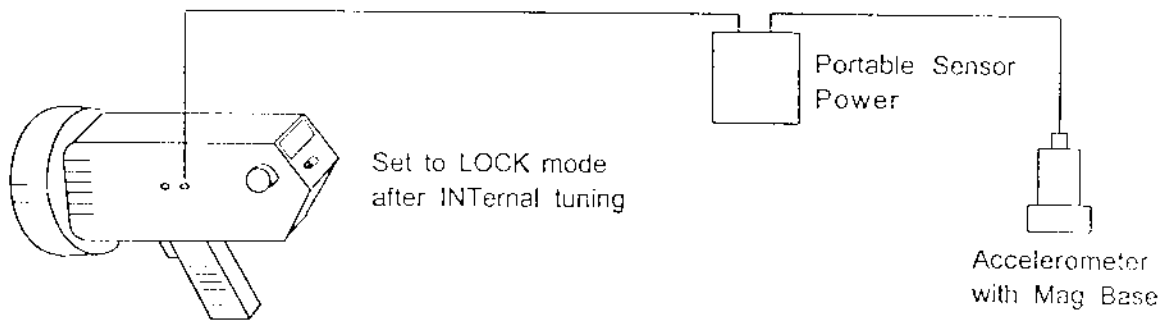 Portable Sensor
Power
Set to LOCK mode
after INTernal tuning
Accelerometer
with Mag Base